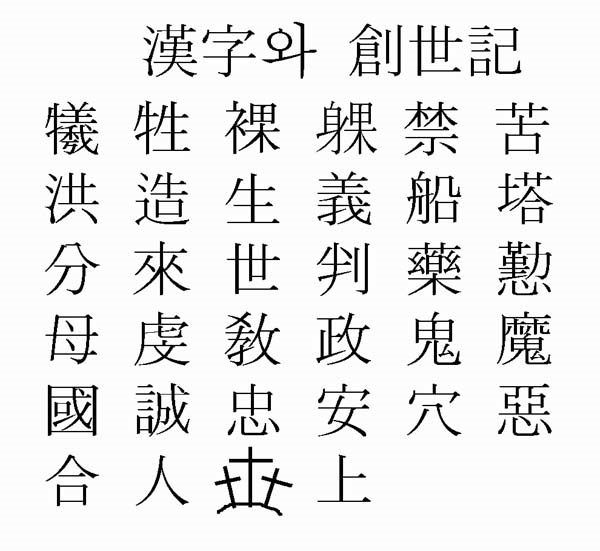 漢字와 創世記
犧 牲 裸 躶 禁 苦
洪 造 生 義 船 塔
分 來 世 判 藥 懃
母 虔 敎 政 鬼 魔
國 誠 忠 安 穴 惡
合 人 上